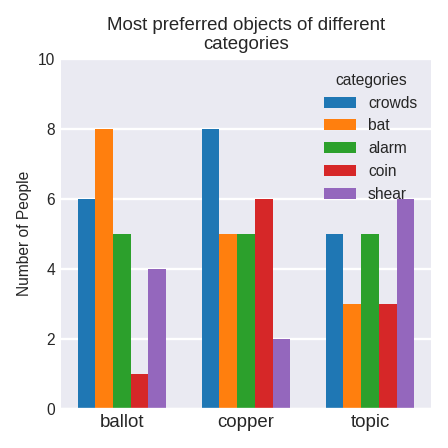 Most preferred objects of different
categories
Number of People
10
8
6
4
2
0
categories
crowds
bat
alarm
coin
shear
ballot
copper
topic